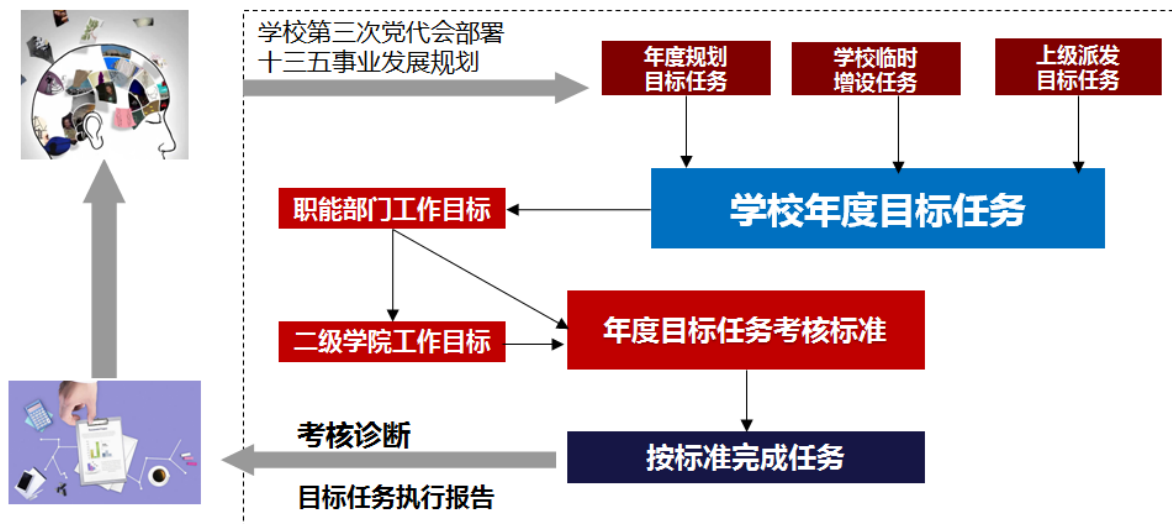 学校第三次党代会部署
十三五事业发展规划
年度规划
目标任务
学校临时
增设任务
上级派发
目标任务
学校年度目标任务
职能部门工作目标
二级学院工作目标
年度目标任务考核标准
按标准完成任务
考核诊断
目标任务执行报告